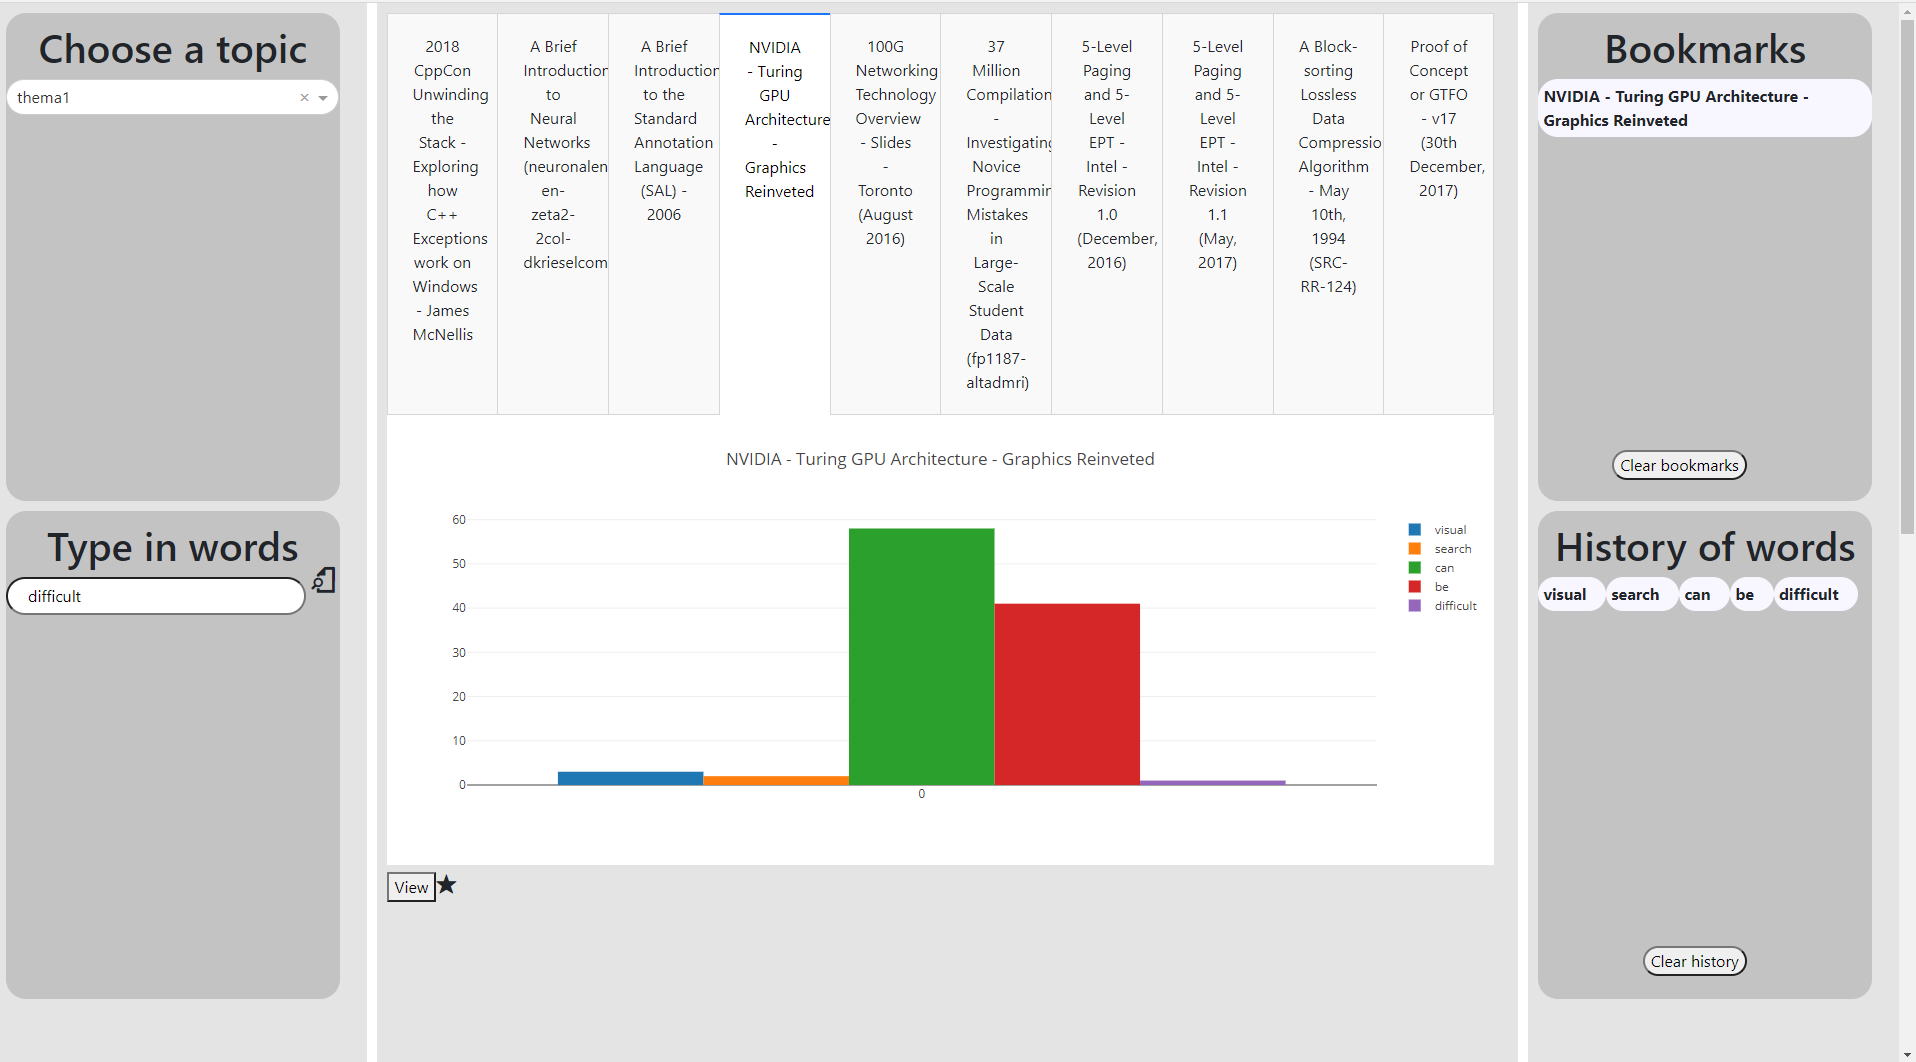 Choose a topic
thema1
Type in words
difficult
2018
CppCon
Unwinding
the
Stack -
Exploring
how
C++
Exceptions
work on
Windows
- James
McNellis
A Brief
Introduction
to
Neural
Networks
(neuronalen
en-
zeta2-
2col-
dkrieselcom
A Brief
Introduction
to the
Standard
Annotation
Language
(SAL) -
2006
NVIDIA
- Turing
GPU
Architecture
-
Graphics
Reinveted
100G
Networking
Technology
Overview
- Slides
-
Toronto
(August
2016)
37
Million
Compilation
-
Investigating
Novice
Programmin
Mistakes
in
Large-
Scale
Student
Data
(fp1187-
altadmri)
5-Level
Paging
and 5-
Level
EPT -
Intel -
Revision
1.0
(December,
2016)
5-Level
Paging
and 5-
Level
EPT -
Intel -
Revision
1.1
(May,
2017)
A Block-
sorting
Lossless
Data
Compressio
Algorithm
- May
10th,
1994
(SRC-
RR-124)
Proof of
Concept
or GTFO
- v17
(30th
December,
2017)
NVIDIA - Turing GPU Architecture - Graphics Reinveted
60
50
40
30
20
10
0
0
visual
search
can
be
difficult
View
Bookmarks
NVIDIA - Turing GPU Architecture -
Graphics Reinveted
Clear bookmarks
History of words
visual search can be difficult
Clear history